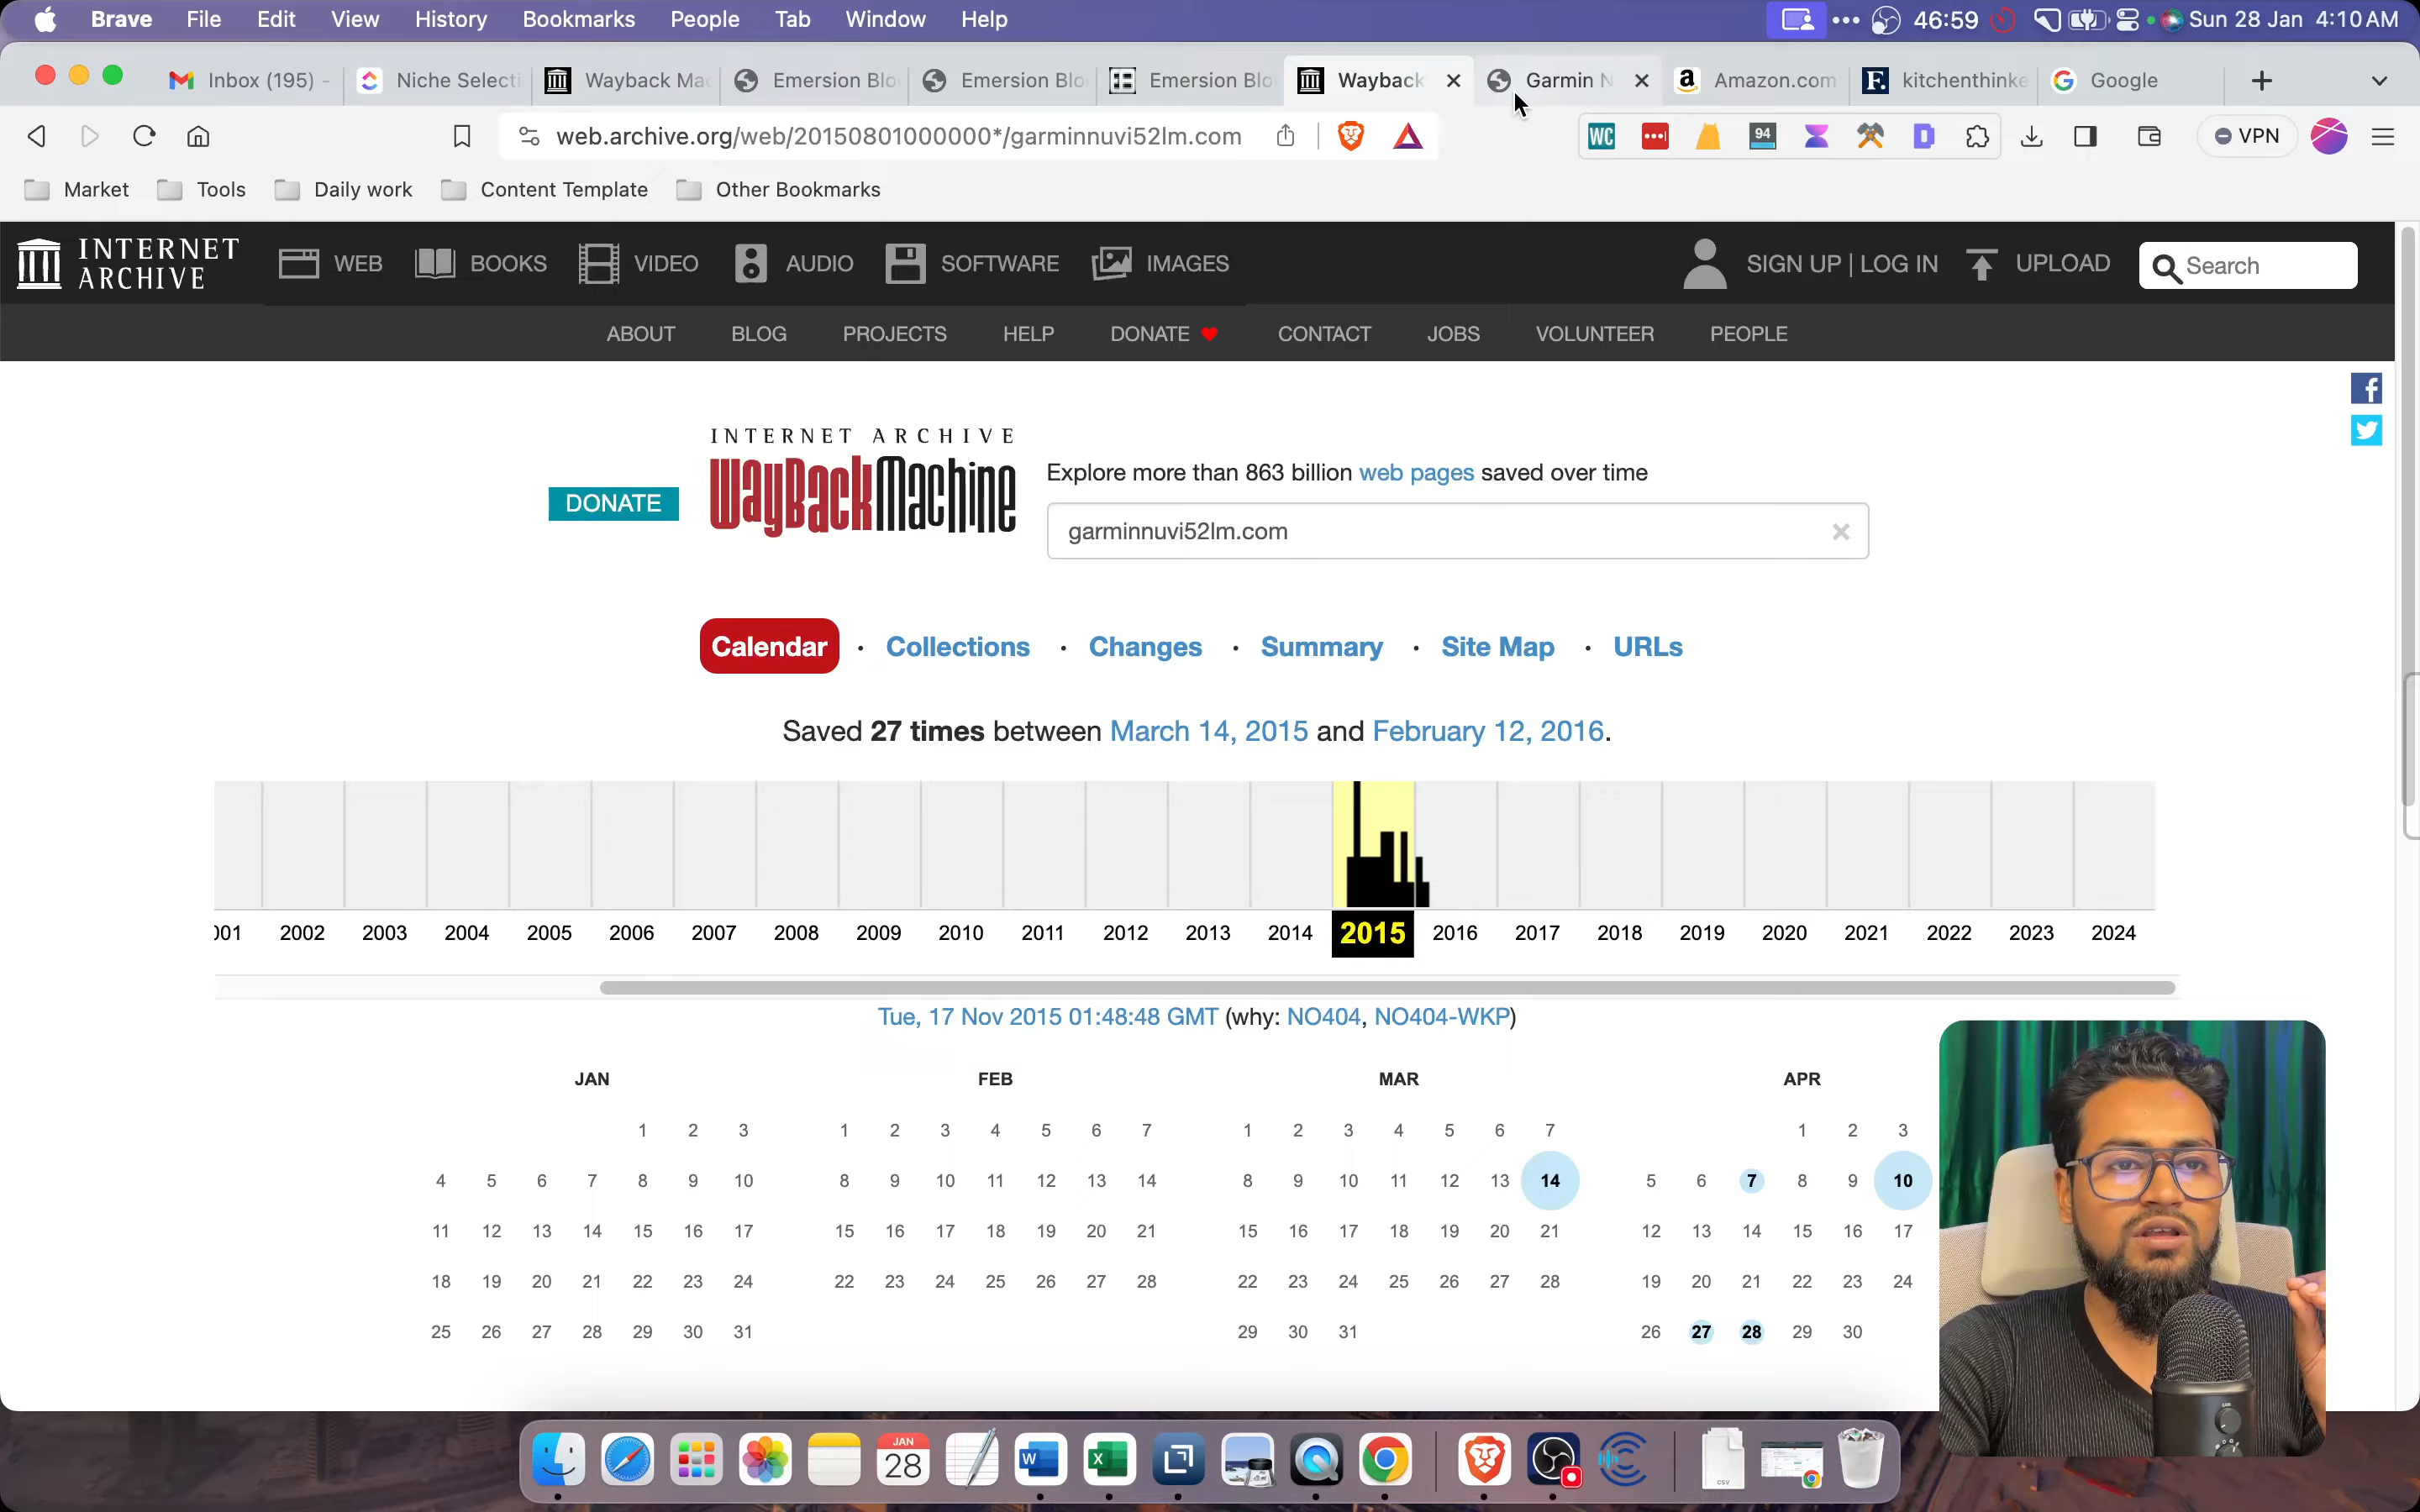 Brave File Edit View History Bookmarks People Tab Window Help 46:59 Sun 28 Jan 4:10 AM
Inbox (195) - Niche Selecti Wayback Mac Emersion Blo Emersion Blo Emersion Blo Wayback Garmin N Amazon.com kitchenthinke Google
web.archive.org/web/20150801000000*/garminnuvi52lm.com WC 94 VPN
Market Tools Daily work Content Template Other Bookmarks
INTERNET ARCHIVE WEB BOOKS VIDEO AUDIO SOFTWARE IMAGES SIGN UP | LOG IN UPLOAD Search
ABOUT BLOG PROJECTS HELP DONATE CONTACT JOBS VOLUNTEER PEOPLE
INTERNET ARCHIVE
WayBackMachine
DONATE
Explore more than 863 billion web pages saved over time
garminnuvi52lm.com
Calendar · Collections · Changes · Summary · Site Map · URLs
Saved 27 times between March 14, 2015 and February 12, 2016.
001 2002 2003 2004 2005 2006 2007 2008 2009 2010 2011 2012 2013 2014 2015 2016 2017 2018 2019 2020 2021 2022 2023 2024
Tue, 17 Nov 2015 01:48:48 GMT (why: NO404, NO404-WKP)
JAN FEB MAR APR
1 2 3 1 2 3 4 5 6 7 1 2 3 4 5 6 7 1 2 3
4 5 6 7 8 9 10 8 9 10 11 12 13 14 8 9 10 11 12 13 14 5 6 7 8 9 10
11 12 13 14 15 16 17 15 16 17 18 19 20 21 15 16 17 18 19 20 21 12 13 14 15 16 17
18 19 20 21 22 23 24 22 23 24 25 26 27 28 22 23 24 25 26 27 28 19 20 21 22 23 24
25 26 27 28 29 30 31 29 30 31 26 27 28 29 30
JAN
28
CSV